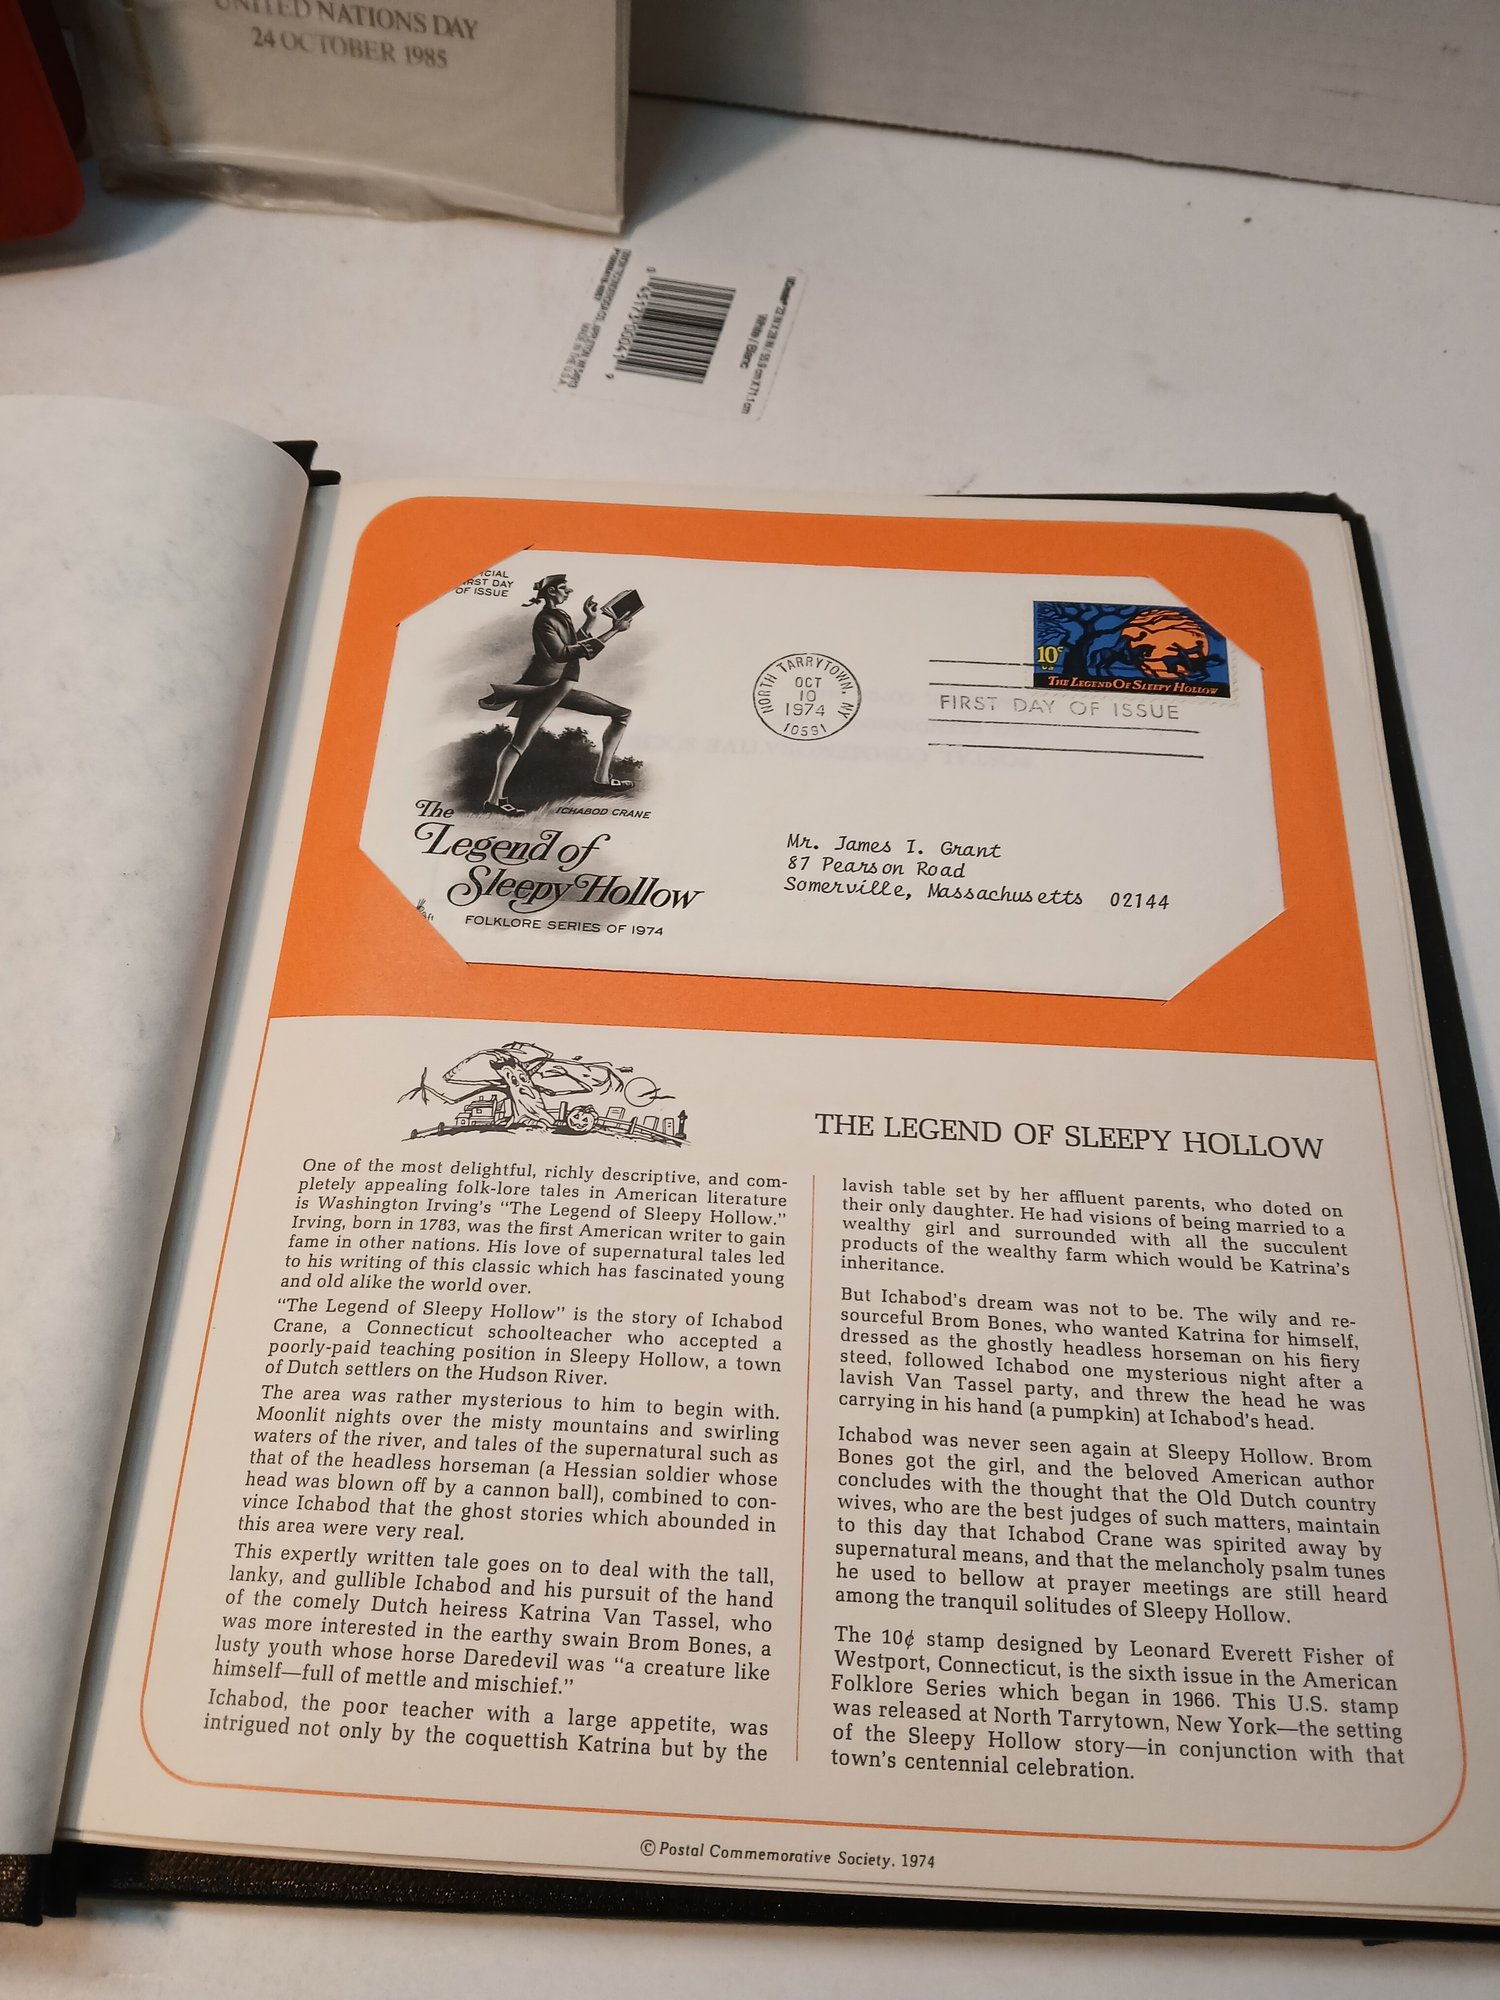 UNITED NATIONS DAY
24 OCTOBER 1985
White / Blanc
MADE IN THE U.S.A.
OFFICIAL
FIRST DAY
OF ISSUE
ICHABOD CRANE
The
Legend of
Sleepy Hollow
FOLKLORE SERIES OF 1974
NORTH TARRYTOWN, NY
OCT
10
1974
10591
10c
US
THE LEGEND OF SLEEPY HOLLOW
FIRST DAY OF ISSUE
Mr. James I. Grant
87 Pearson Road
Somerville, Massachusetts 02144
THE LEGEND OF SLEEPY HOLLOW
One of the most delightful, richly descriptive, and com-
pletely appealing folk-lore tales in American literature
is Washington Irving's "The Legend of Sleepy Hollow."
Irving, born in 1783, was the first American writer to gain
fame in other nations. His love of supernatural tales led
to his writing of this classic which has fascinated young
and old alike the world over.
"The Legend of Sleepy Hollow" is the story of Ichabod
Crane, a Connecticut schoolteacher who accepted a
poorly-paid teaching position in Sleepy Hollow, a town
of Dutch settlers on the Hudson River.
The area was rather mysterious to him to begin with.
Moonlit nights over the misty mountains and swirling
waters of the river, and tales of the supernatural such as
that of the headless horseman (a Hessian soldier whose
head was blown off by a cannon ball), combined to con-
vince Ichabod that the ghost stories which abounded in
this area were very real.
This expertly written tale goes on to deal with the tall,
lanky, and gullible Ichabod and his pursuit of the hand
of the comely Dutch heiress Katrina Van Tassel, who
was more interested in the earthy swain Brom Bones, a
lusty youth whose horse Daredevil was "a creature like
himself—full of mettle and mischief."
Ichabod, the poor teacher with a large appetite, was
intrigued not only by the coquettish Katrina but by the
lavish table set by her affluent parents, who doted on
their only daughter. He had visions of being married to a
wealthy girl and surrounded with all the succulent
products of the wealthy farm which would be Katrina's
inheritance.
But Ichabod's dream was not to be. The wily and re-
sourceful Brom Bones, who wanted Katrina for himself,
dressed as the ghostly headless horseman on his fiery
steed, followed Ichabod one mysterious night after a
lavish Van Tassel party, and threw the head he was
carrying in his hand (a pumpkin) at Ichabod's head.
Ichabod was never seen again at Sleepy Hollow. Brom
Bones got the girl, and the beloved American author
concludes with the thought that the Old Dutch country
wives, who are the best judges of such matters, maintain
to this day that Ichabod Crane was spirited away by
supernatural means, and that the melancholy psalm tunes
he used to bellow at prayer meetings are still heard
among the tranquil solitudes of Sleepy Hollow.
The 10¢ stamp designed by Leonard Everett Fisher of
Westport, Connecticut, is the sixth issue in the American
Folklore Series which began in 1966. This U.S. stamp
was released at North Tarrytown, New York—the setting
of the Sleepy Hollow story—in conjunction with that
town's centennial celebration.
© Postal Commemorative Society, 1974